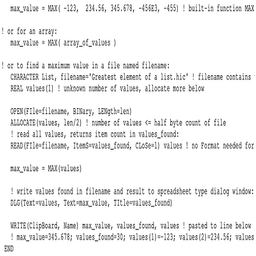 max_value = MAX( -123, 234.56, 345.678, -456E3, -455) ! built-in function MAX
! or for an array:
max_value = MAX( array_of_values )
! or to find a maximum value in a file named filename:
CHARACTER List, filename='Greatest element of a list.hic' ! filename contains
REAL values(1) ! unknown number of values, allocate more below
OPEN(FIle=filename, BINary, LENgth=len)
ALLOCATE(values, len/2) ! number of values <= half byte count of file
! read all values, returns item count in values_found:
READ(FIle=filename, ItemS=values_found, CLoSe=1) values ! no Format needed for
max_value = MAX(values)
! write values found in filename and result to spreadsheet type dialog window:
DLG(Text=values, Text=max_value, TItle=values_found)
WRITE(ClipBoard, Name) max_value, values_found, values ! pasted to line below
! max_value=345.678; values_found=30; values(1)=-123; values(2)=234.56; values
END